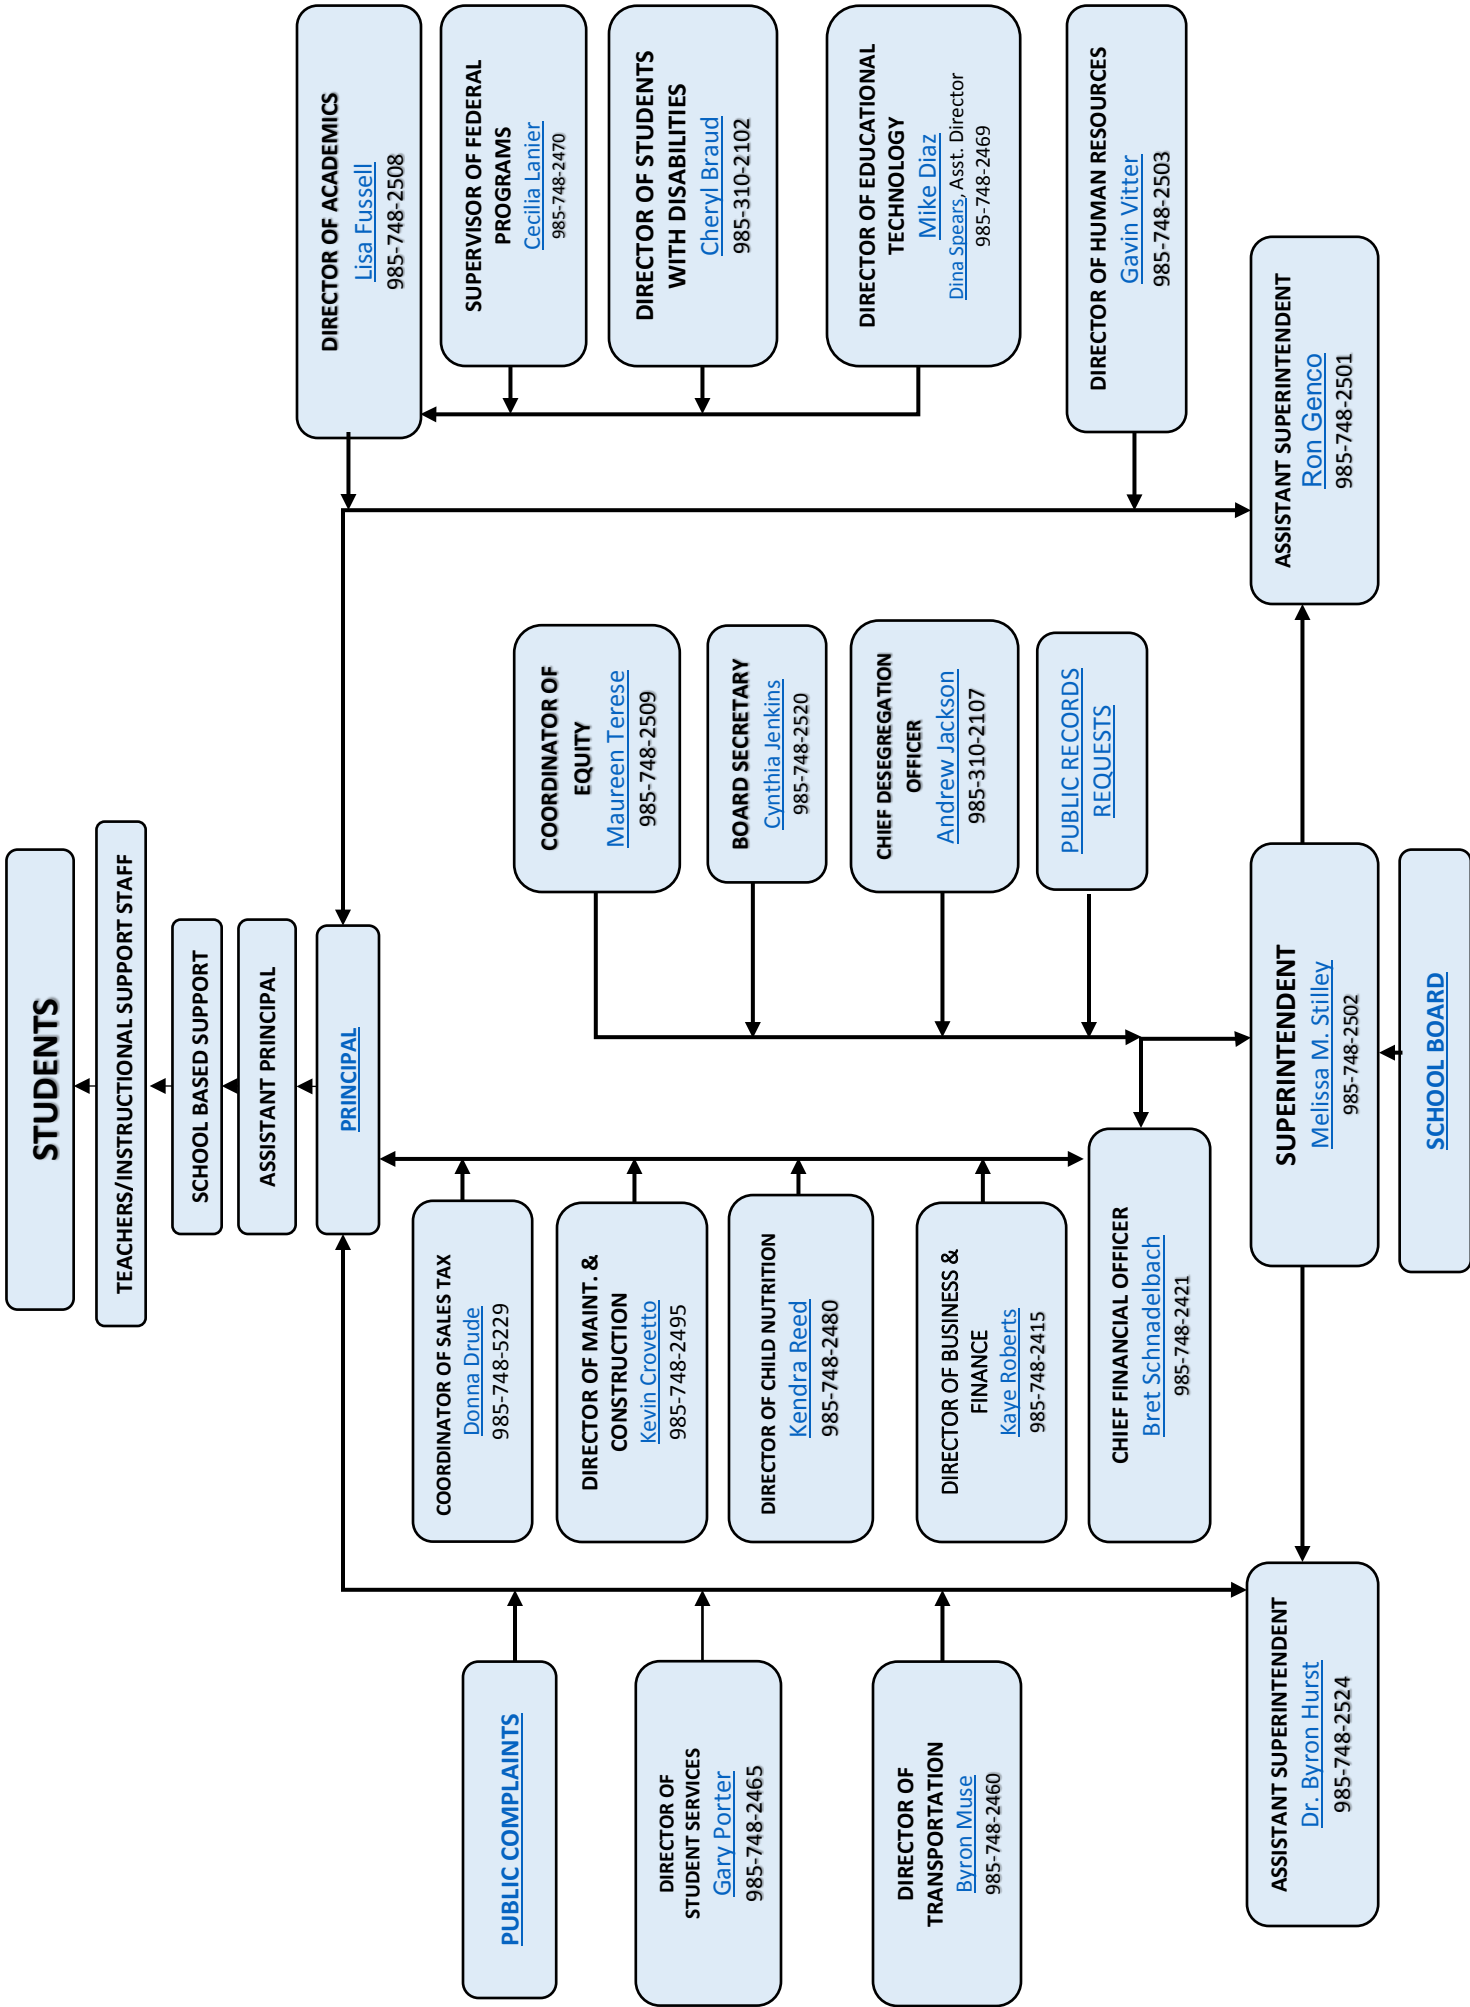 STUDENTS
TEACHERS/INSTRUCTIONAL SUPPORT STAFF
SCHOOL BASED SUPPORT
ASSISTANT PRINCIPAL
PRINCIPAL
PUBLIC COMPLAINTS
DIRECTOR OF
STUDENT SERVICES
Gary Porter
985-748-2465
DIRECTOR OF
TRANSPORTATION
Byron Muse
985-748-2460
ASSISTANT SUPERINTENDENT
Dr. Byron Hurst
985-748-2524
COORDINATOR OF SALES TAX
Donna Drude
985-748-5229
DIRECTOR OF MAINT. &
CONSTRUCTION
Kevin Crovetto
985-748-2495
DIRECTOR OF CHILD NUTRITION
Kendra Reed
985-748-2480
DIRECTOR OF BUSINESS &
FINANCE
Kaye Roberts
985-748-2415
CHIEF FINANCIAL OFFICER
Bret Schnadelbach
985-748-2421
COORDINATOR OF
EQUITY
Maureen Terese
985-748-2509
BOARD SECRETARY
Cynthia Jenkins
985-748-2520
CHIEF DESEGREGATION
OFFICER
Andrew Jackson
985-310-2107
PUBLIC RECORDS
REQUESTS
SUPERINTENDENT
Melissa M. Stilley
985-748-2502
SCHOOL BOARD
DIRECTOR OF ACADEMICS
Lisa Fussell
985-748-2508
SUPERVISOR OF FEDERAL
PROGRAMS
Cecilia Lanier
985-748-2470
DIRECTOR OF STUDENTS
WITH DISABILITIES
Cheryl Braud
985-310-2102
DIRECTOR OF EDUCATIONAL
TECHNOLOGY
Mike Diaz
Dina Spears, Asst. Director
985-748-2469
DIRECTOR OF HUMAN RESOURCES
Gavin Vitter
985-748-2503
ASSISTANT SUPERINTENDENT
Ron Genco
985-748-2501